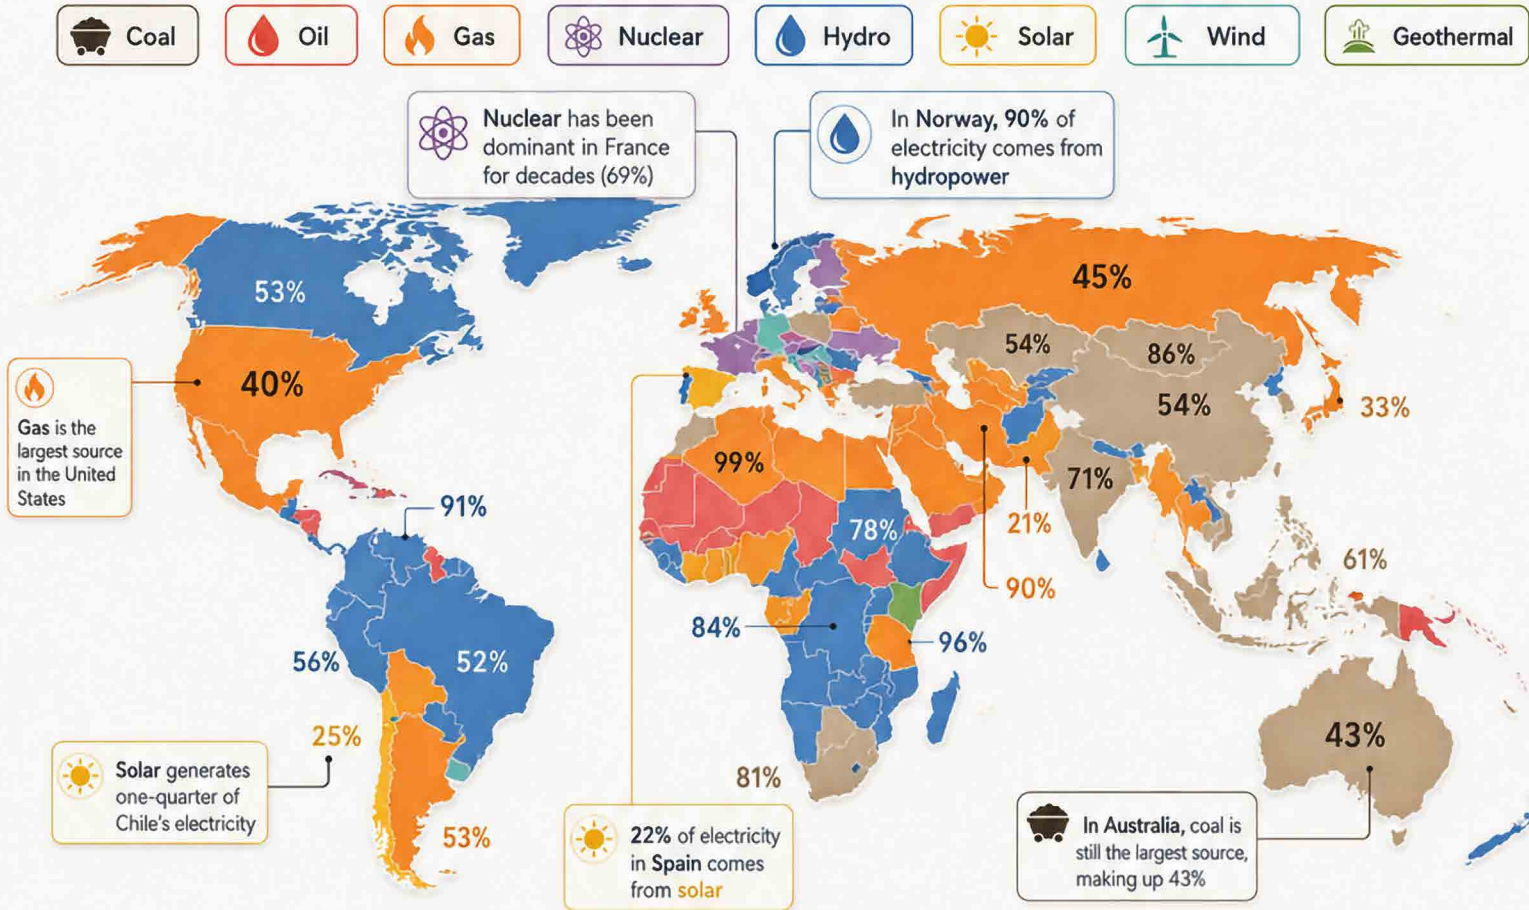 Coal
Oil
Gas
Nuclear
Hydro
Solar
Wind
Geothermal
Nuclear has been
dominant in France
for decades (69%)
In Norway, 90% of
electricity comes from
hydropower
53%
45%
54%
86%
40%
54%
33%
Gas is the
largest source
in the United
States
99%
71%
91%
78%
21%
61%
90%
84%
96%
56%
52%
25%
43%
Solar generates
one-quarter of
Chile's electricity
81%
53%
22% of electricity
in Spain comes
from solar
In Australia, coal is
still the largest source,
making up 43%